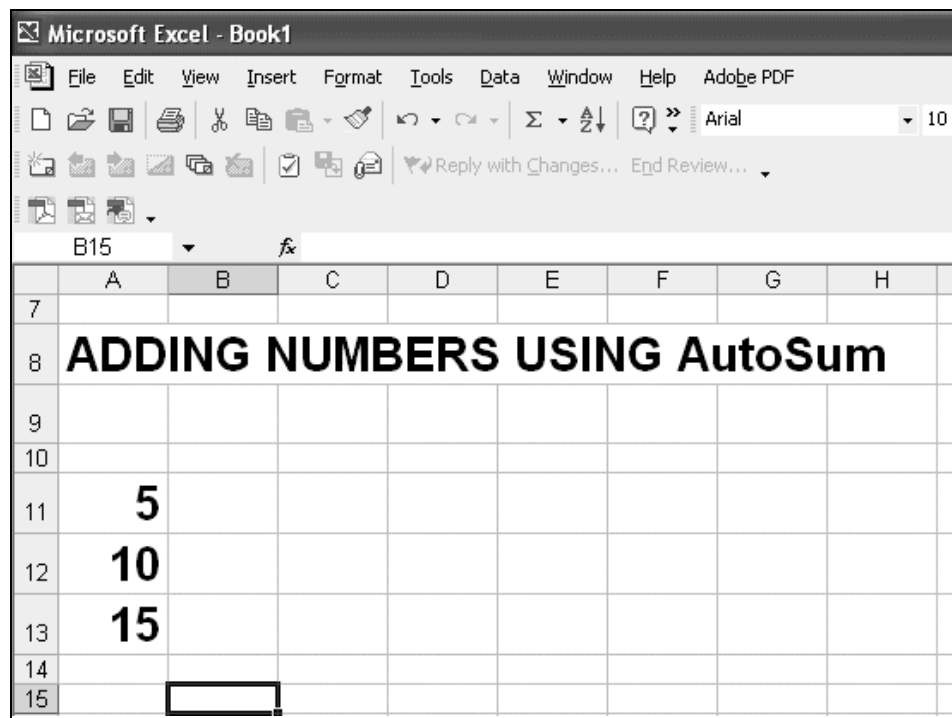 Microsoft Excel - Book1
File Edit View Insert Format Tools Data Window Help Adobe PDF
Σ A Z ? » Arial 10
Reply with Changes... End Review...
B15 fx
A B C D E F G H
7
8 ADDING NUMBERS USING AutoSum
9
10
11 5
12 10
13 15
14
15